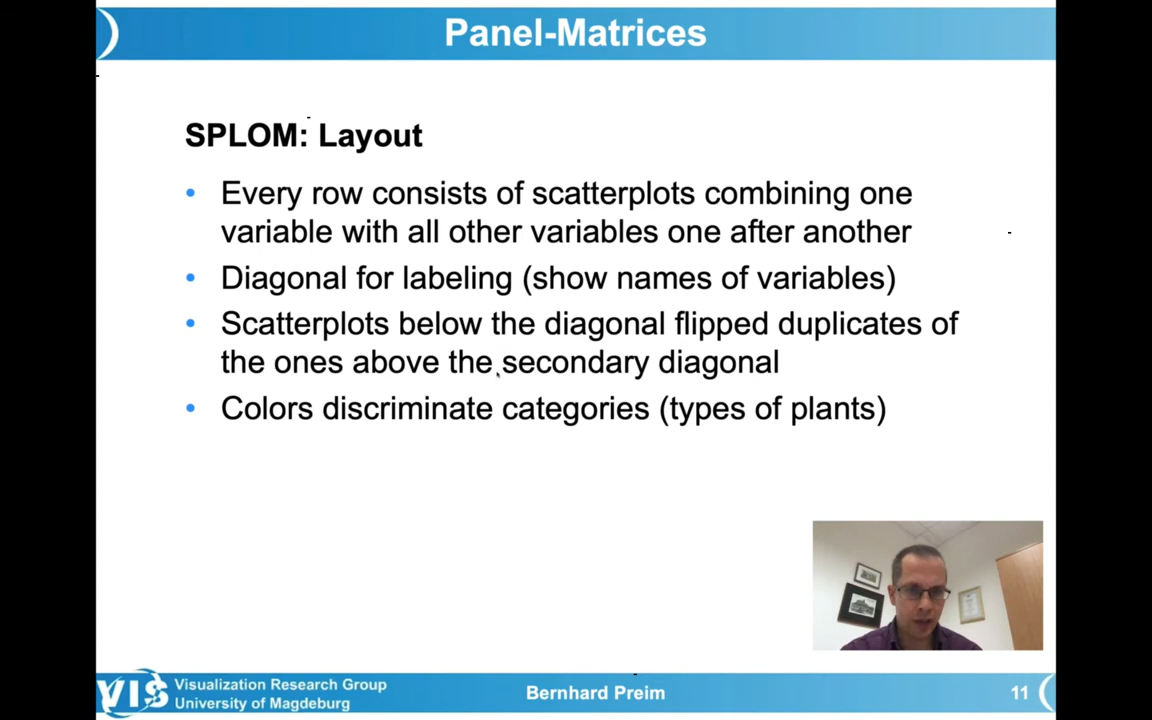 Panel-Matrices
SPLOM: Layout
• Every row consists of scatterplots combining one
variable with all other variables one after another
• Diagonal for labeling (show names of variables)
• Scatterplots below the diagonal flipped duplicates of
the ones above the secondary diagonal
• Colors discriminate categories (types of plants)
VIS Visualization Research Group
University of Magdeburg
Bernhard Preim
11